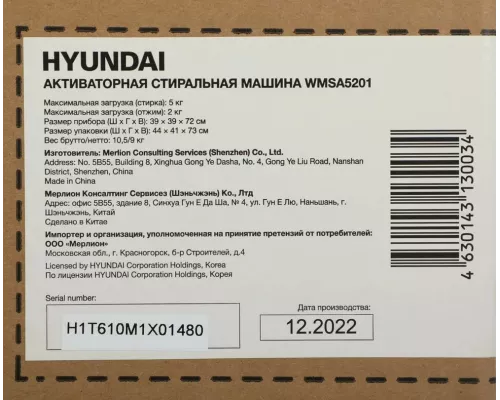 HYUNDAI
АКТИВАТОРНАЯ СТИРАЛЬНАЯ МАШИНА WMSA5201
Максимальная загрузка (стирка): 5 кг
Максимальная загрузка (отжим): 2 кг
Размер прибора (Ш x Г x В): 39 × 39 × 72 см
Размер упаковки (Ш x Г x В): 44 × 41 × 73 см
Вес брутто/нетто: 10,5/9 кг
Изготовитель: Merlion Consulting Services (Shenzhen) Co., Ltd.
Address: No. 5B55, Building 8, Xinghua Gong Ye Dasha, No. 4, Gong Ye Liu Road, Nanshan
District, Shenzhen, China
Made in China
Мерлион Консалтинг Сервисез (Шэньчжэнь) Ко., Лтд
Адрес: офис 5B55, здание 8, Синхуа Гун Е Да Ша, № 4, ул. Гун Е Лю, Наньшань, г.
Шэньчжэнь, Китай
Сделано в Китае
Импортер и организация, уполномоченная на принятие претензий от потребителей:
ООО «Мерлион»
Московская обл., г. Красногорск, б-р Строителей, д.4
Licensed by HYUNDAI Corporation Holdings, Korea
По лицензии HYUNDAI Corporation Holdings, Корея
Serial number:
H1T610M1X01480
Дата производства:
12.2022
4 630143 130034